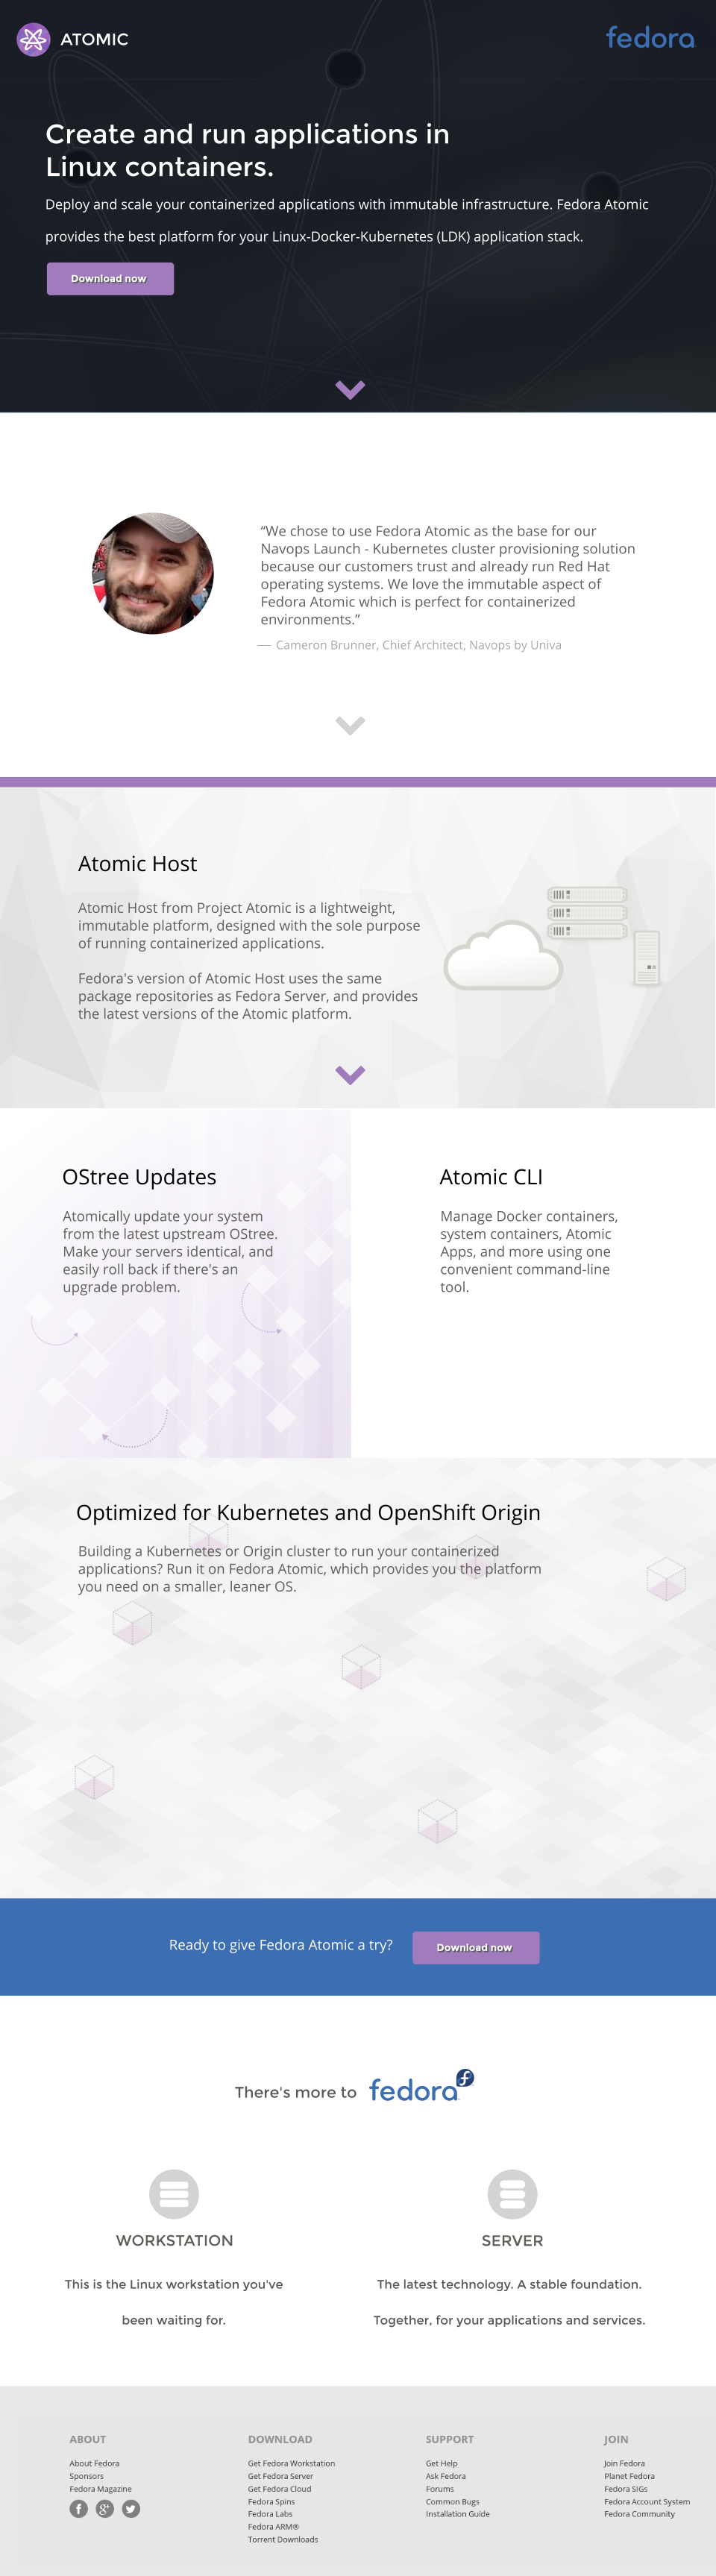 ATOMIC
fedora
Create and run applications in
Linux containers.
Deploy and scale your containerized applications with immutable infrastructure. Fedora Atomic
provides the best platform for your Linux-Docker-Kubernetes (LDK) application stack.
Download now
“We chose to use Fedora Atomic as the base for our
Navops Launch - Kubernetes cluster provisioning solution
because our customers trust and already run Red Hat
operating systems. We love the immutable aspect of
Fedora Atomic which is perfect for containerized
environments.”
— Cameron Brunner, Chief Architect, Navops by Univa
Atomic Host
Atomic Host from Project Atomic is a lightweight,
immutable platform, designed with the sole purpose
of running containerized applications.
Fedora's version of Atomic Host uses the same
package repositories as Fedora Server, and provides
the latest versions of the Atomic platform.
OStree Updates
Atomically update your system
from the latest upstream OStree.
Make your servers identical, and
easily roll back if there's an
upgrade problem.
Atomic CLI
Manage Docker containers,
system containers, Atomic
Apps, and more using one
convenient command-line
tool.
Optimized for Kubernetes and OpenShift Origin
Building a Kubernetes or Origin cluster to run your containerized
applications? Run it on Fedora Atomic, which provides you the platform
you need on a smaller, leaner OS.
Ready to give Fedora Atomic a try?
Download now
There's more to fedora
WORKSTATION
This is the Linux workstation you've
been waiting for.
SERVER
The latest technology. A stable foundation.
Together, for your applications and services.
ABOUT
About Fedora
Sponsors
Fedora Magazine
DOWNLOAD
Get Fedora Workstation
Get Fedora Server
Get Fedora Cloud
Fedora Spins
Fedora Labs
Fedora ARM®
Torrent Downloads
SUPPORT
Get Help
Ask Fedora
Forums
Common Bugs
Installation Guide
JOIN
Join Fedora
Planet Fedora
Fedora SIGs
Fedora Account System
Fedora Community